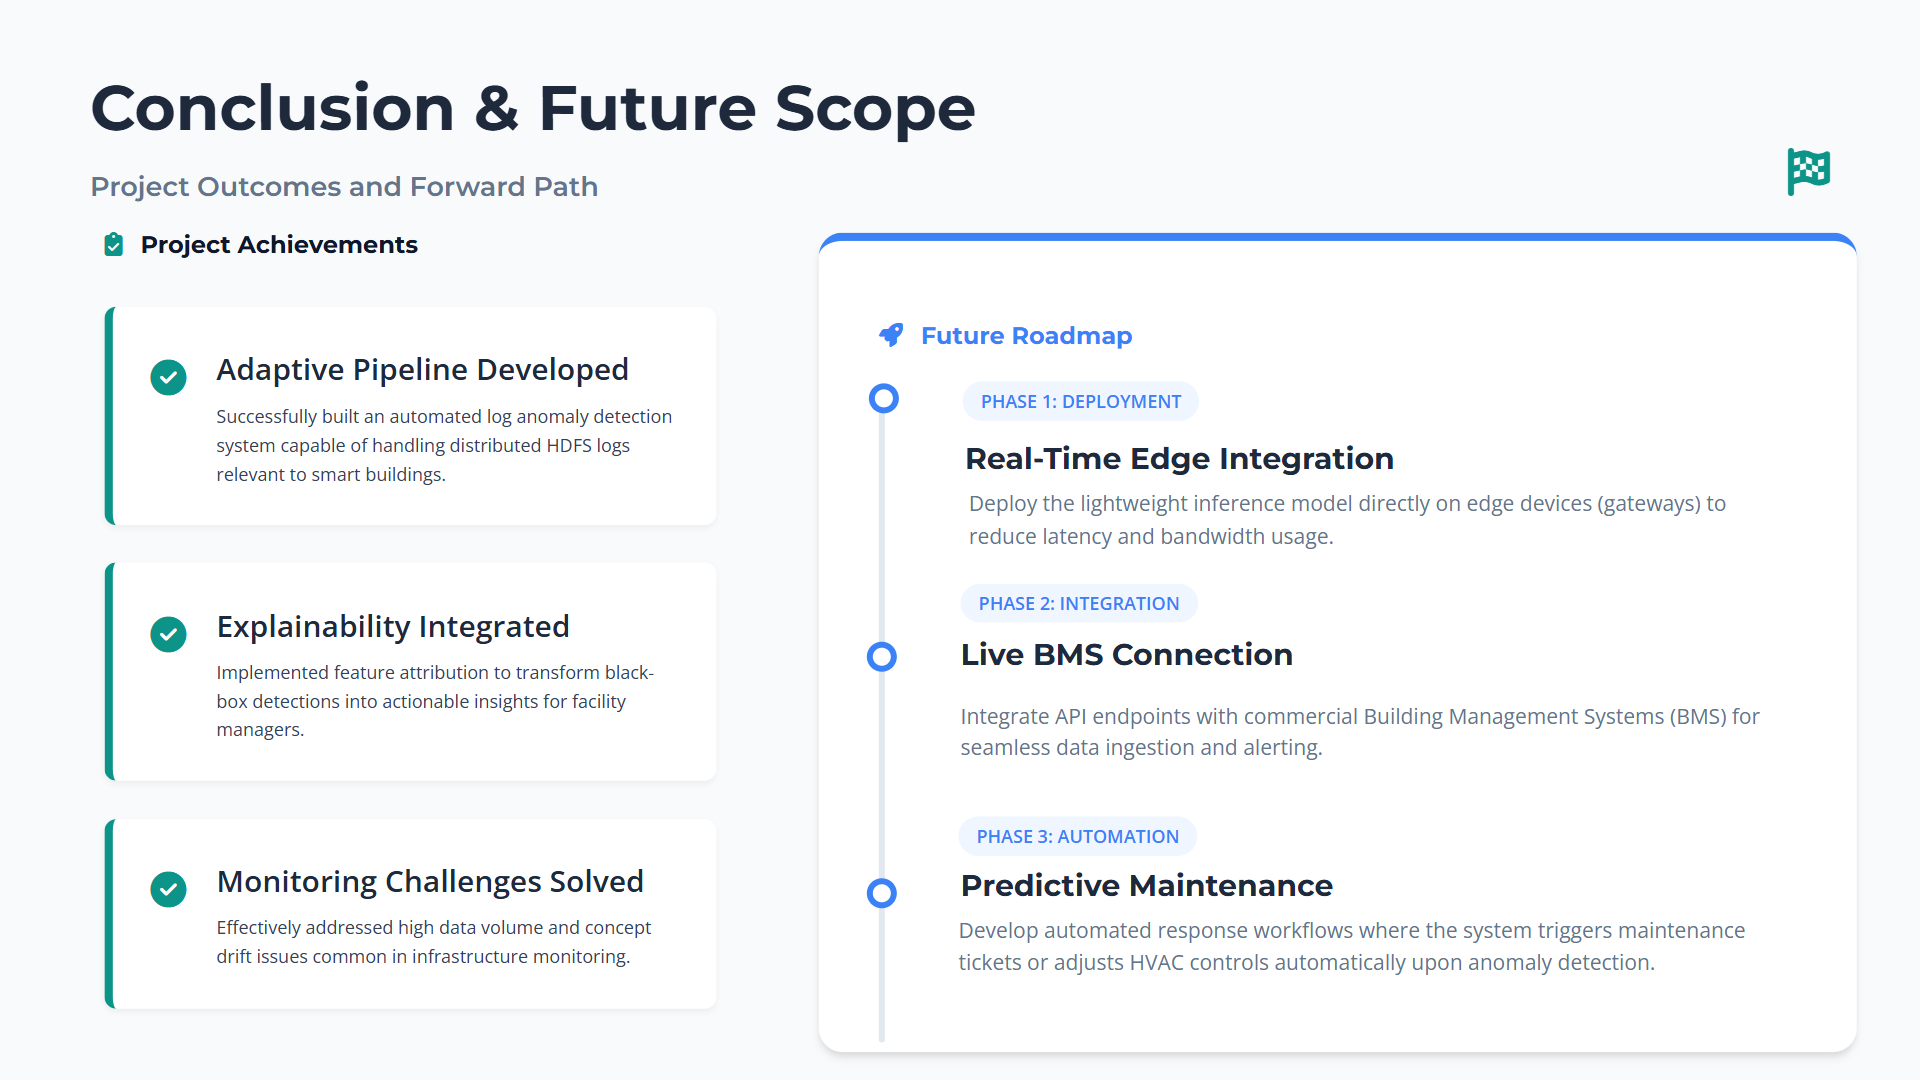 Conclusion & Future Scope
Project Outcomes and Forward Path
Project Achievements
Adaptive Pipeline Developed
Successfully built an automated log anomaly detection
system capable of handling distributed HDFS logs
relevant to smart buildings.
Explainability Integrated
Implemented feature attribution to transform black-
box detections into actionable insights for facility
managers.
Monitoring Challenges Solved
Effectively addressed high data volume and concept
drift issues common in infrastructure monitoring.
Future Roadmap
PHASE 1: DEPLOYMENT
Real-Time Edge Integration
Deploy the lightweight inference model directly on edge devices (gateways) to
reduce latency and bandwidth usage.
PHASE 2: INTEGRATION
Live BMS Connection
Integrate API endpoints with commercial Building Management Systems (BMS) for
seamless data ingestion and alerting.
PHASE 3: AUTOMATION
Predictive Maintenance
Develop automated response workflows where the system triggers maintenance
tickets or adjusts HVAC controls automatically upon anomaly detection.